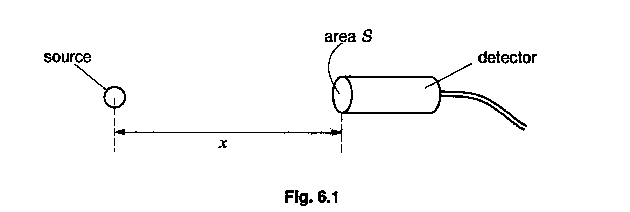 area S
source
detector
x
Fig. 6.1